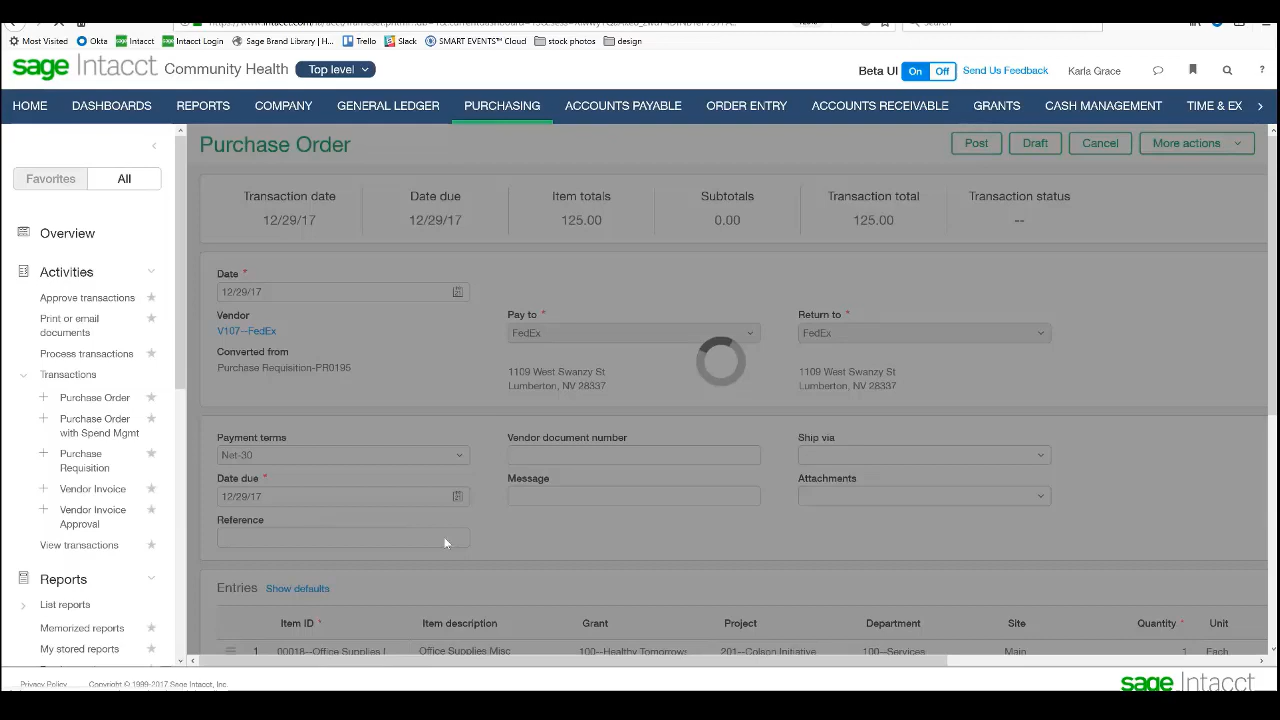 Most Visited Okta Intacct Intacct Login Sage Brand Library | H... Trello Slack SMART EVENTS™ Cloud stock photos design
sage Intacct Community Health Top level Beta UI On Off Send Us Feedback Karla Grace ?
HOME DASHBOARDS REPORTS COMPANY GENERAL LEDGER PURCHASING ACCOUNTS PAYABLE ORDER ENTRY ACCOUNTS RECEIVABLE GRANTS CASH MANAGEMENT TIME & EX
Favorites All
Overview
Activities
Approve transactions
Print or email
documents
Process transactions
Transactions
Purchase Order
Purchase Order
with Spend Mgmt
Purchase
Requisition
Vendor Invoice
Vendor Invoice
Approval
View transactions
Reports
List reports
Memorized reports
My stored reports
Purchase Order Post Draft Cancel More actions
Transaction date Date due Item totals Subtotals Transaction total Transaction status
12/29/17 12/29/17 125.00 0.00 125.00 --
Date *
12/29/17
Vendor Pay to * Return to *
V107--FedEx FedEx FedEx
Converted from
Purchase Requisition-PR0195 1109 West Swanzy St 1109 West Swanzy St
Lumberton, NV 28337 Lumberton, NV 28337
Payment terms Vendor document number Ship via
Net-30
Date due * Message Attachments
12/29/17
Reference
Entries Show defaults
Item ID * Item description Grant Project Department Site Quantity * Unit
1 00018--Office Supplies Office Supplies Misc 100--Healthy Tomorrows 201--Colson Initiative 100--Services Main 1 Each
Privacy Policy Copyright © 1999-2017 Sage Intacct, Inc. sage Intacct